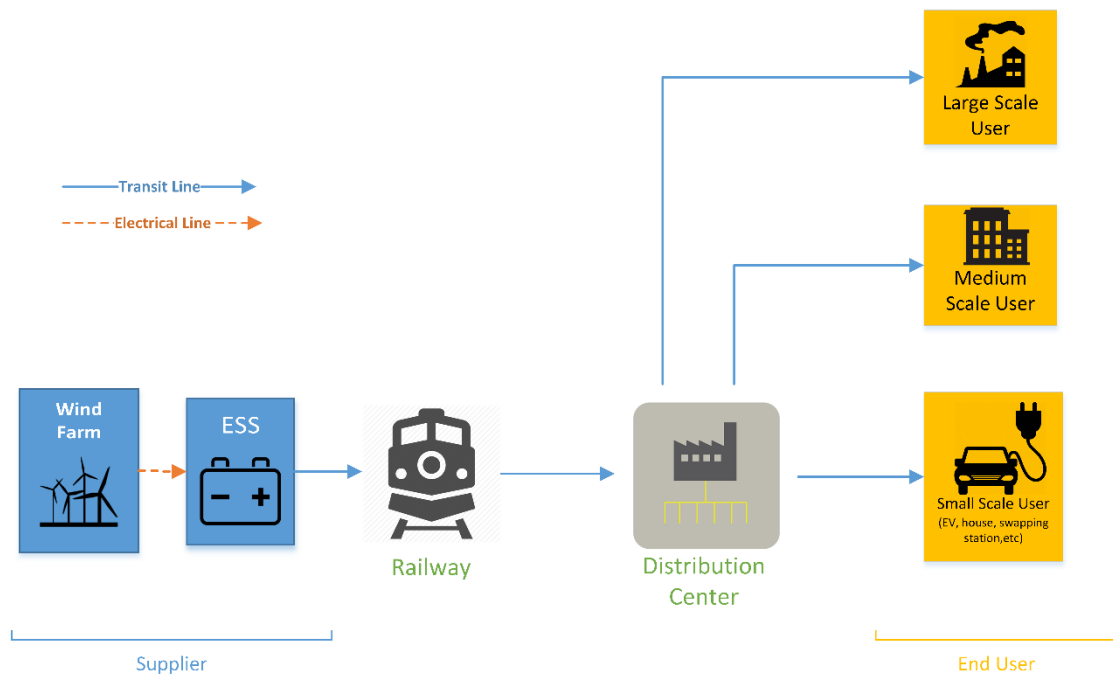 Large Scale
User
Transit Line
Electrical Line
Medium
Scale User
Wind
Farm
ESS
Small Scale User
(EV, house, swapping
station,etc)
Railway
Distribution
Center
Supplier
End User